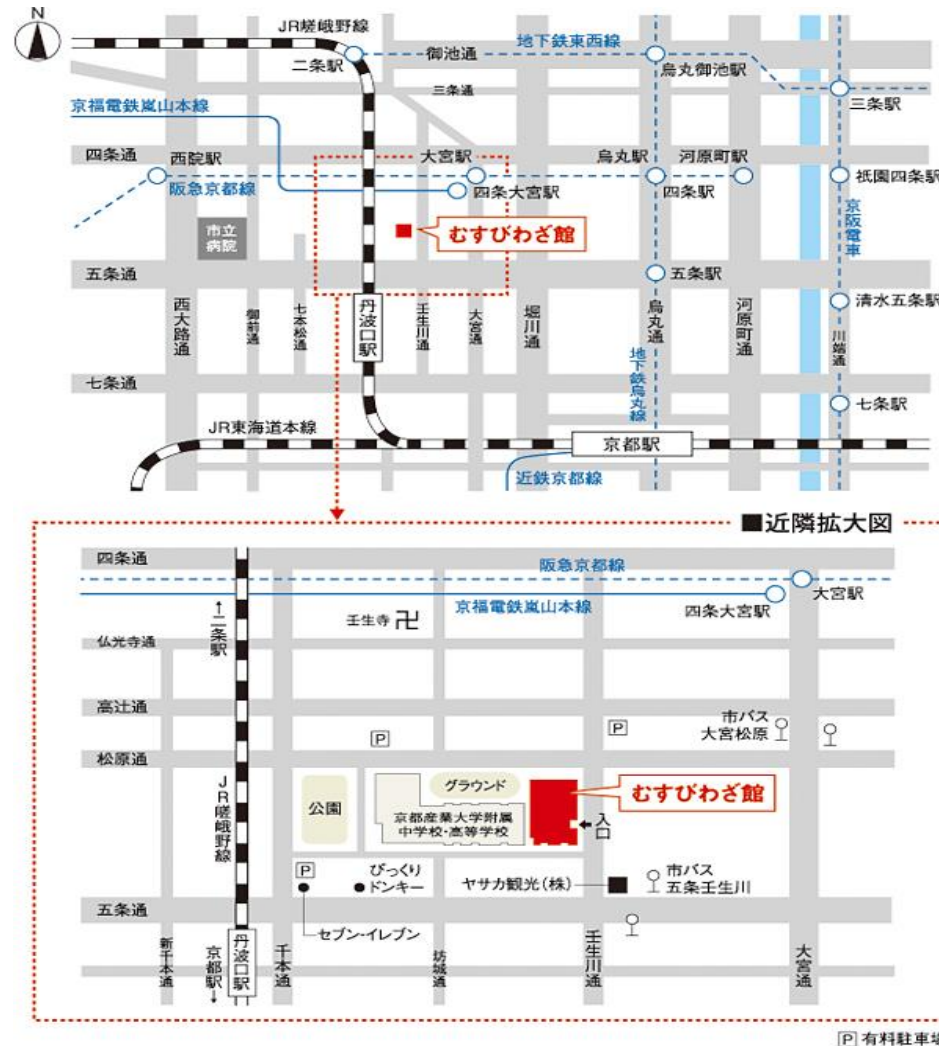 N
JR嵯峨野線
二条駅
御池通
地下鉄東西線
烏丸御池駅
三条通
三条駅
京福電鉄嵐山本線
四条通
西院駅
大宮駅
烏丸駅
河原町駅
阪急京都線
四条大宮駅
四条駅
祇園四条駅
市立
病院
むすびわざ館
京阪電車
五条通
五条駅
清水五条駅
西大路通
御前通
七本松通
丹波口駅
壬生川通
大宮通
堀川通
烏丸通
河原町通
川端通
地下鉄烏丸線
七条通
七条駅
JR東海道本線
京都駅
近鉄京都線
■近隣拡大図
四条通
阪急京都線
大宮駅
京福電鉄嵐山本線
四条大宮駅
←二条駅
壬生寺 卍
仏光寺通
高辻通
市バス
大宮松原
P
P
松原通
JR嵯峨野線
公園
グラウンド
むすびわざ館
京都産業大学附属
中学校・高等学校
←入口
P
びっくり
ドンキー
ヤサカ観光(株)
市バス
五条壬生川
五条通
セブン-イレブン
新千本通
京都駅→
丹波口駅
千本通
坊城通
壬生川通
大宮通
P 有料駐車場